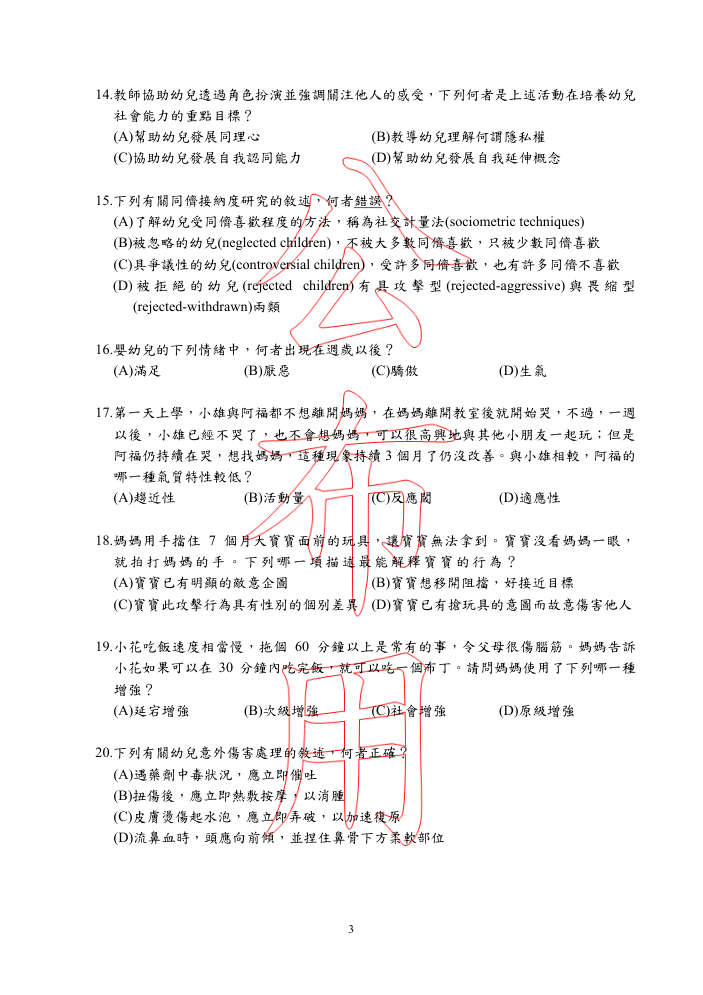 14.教師協助幼兒透過角色扮演並強調關注他人的感受，下列何者是上述活動在培養幼兒
社會能力的重點目標？
(A)幫助幼兒發展同理心 (B)教導幼兒理解何謂隱私權
(C)協助幼兒發展自我認同能力 (D)幫助幼兒發展自我延伸概念
15.下列有關同儕接納度研究的敘述，何者錯誤？
(A)了解幼兒受同儕喜歡程度的方法，稱為社交計量法(sociometric techniques)
(B)被忽略的幼兒(neglected children)，不被大多數同儕喜歡，只被少數同儕喜歡
(C)具爭議性的幼兒(controversial children)，受許多同儕喜歡，也有許多同儕不喜歡
(D)被拒絕的幼兒(rejected children)有具攻擊型(rejected-aggressive)與畏縮型
(rejected-withdrawn)兩類
16.嬰幼兒的下列情緒中，何者出現在週歲以後？
(A)滿足 (B)厭惡 (C)驕傲 (D)生氣
17.第一天上學，小雄與阿福都不想離開媽媽，在媽媽離開教室後就開始哭，不過，一週
以後，小雄已經不哭了，也不會想媽媽，可以很高興地與其他小朋友一起玩；但是
阿福仍持續在哭，想找媽媽，這種現象持續 3 個月了仍沒改善。與小雄相較，阿福的
哪一種氣質特性較低？
(A)趨近性 (B)活動量 (C)反應閾 (D)適應性
18.媽媽用手擋住 7 個月大寶寶面前的玩具，讓寶寶無法拿到。寶寶沒看媽媽一眼，
就拍打媽媽的手。下列哪一項描述最能解釋寶寶的行為？
(A)寶寶已有明顯的敵意企圖 (B)寶寶想移開阻擋，好接近目標
(C)寶寶此攻擊行為具有性別的個別差異 (D)寶寶已有搶玩具的意圖而故意傷害他人
19.小花吃飯速度相當慢，拖個 60 分鐘以上是常有的事，令父母很傷腦筋。媽媽告訴
小花如果可以在 30 分鐘內吃完飯，就可以吃一個布丁。請問媽媽使用了下列哪一種
增強？
(A)延宕增強 (B)次級增強 (C)社會增強 (D)原級增強
20.下列有關幼兒意外傷害處理的敘述，何者正確？
(A)遇藥劑中毒狀況，應立即催吐
(B)扭傷後，應立即熱敷按摩，以消腫
(C)皮膚燙傷起水泡，應立即弄破，以加速復原
(D)流鼻血時，頭應向前傾，並捏住鼻骨下方柔軟部位
公布用
3